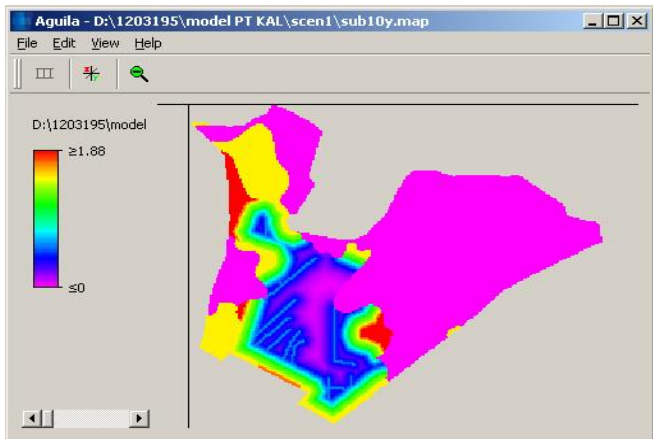 Aguila - D:\1203195\model PT KAL\scen1\sub10y.map
File Edit View Help
D:\1203195\model
≥1.88
≤0